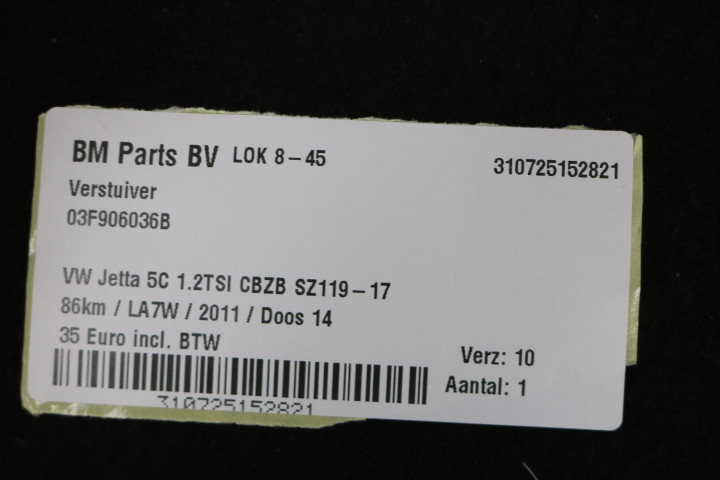 BM Parts BV LOK 8-45 310725152821
Verstuiver
03F906036B
VW Jetta 5C 1.2TSI CBZB SZ119-17
86km / LA7W / 2011 / Doos 14
35 Euro incl. BTW
Verz: 10
Aantal: 1
310725152821